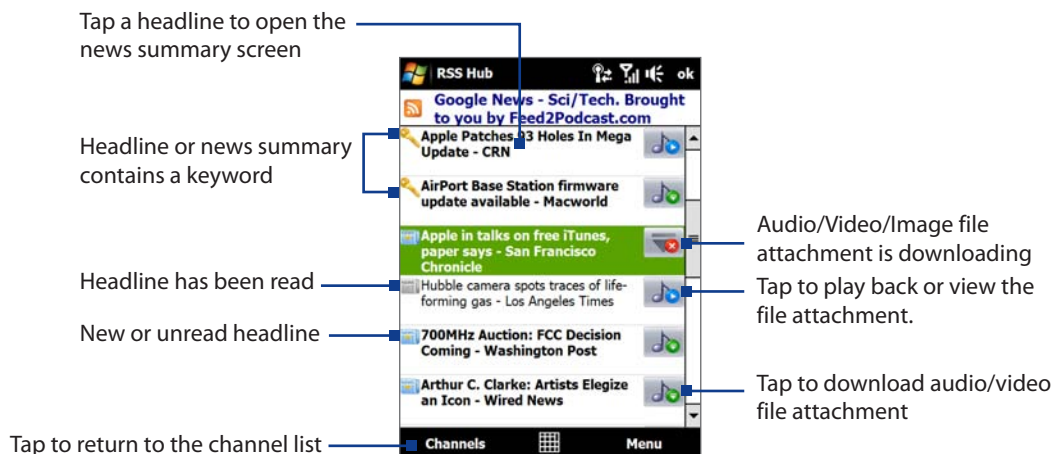 Tap a headline to open the
news summary screen
Headline or news summary
contains a keyword
Headline has been read
New or unread headline
Tap to return to the channel list
RSS Hub
ok
Google News - Sci/Tech. Brought
to you by Feed2Podcast.com
Apple Patches 93 Holes In Mega
Update - CRN
AirPort Base Station firmware
update available - Macworld
Apple in talks on free iTunes,
paper says - San Francisco
Chronicle
Hubble camera spots traces of life-
forming gas - Los Angeles Times
700MHz Auction: FCC Decision
Coming - Washington Post
Arthur C. Clarke: Artists Elegize
an Icon - Wired News
Channels
Menu
Audio/Video/Image file
attachment is downloading
Tap to play back or view the
file attachment.
Tap to download audio/video
file attachment